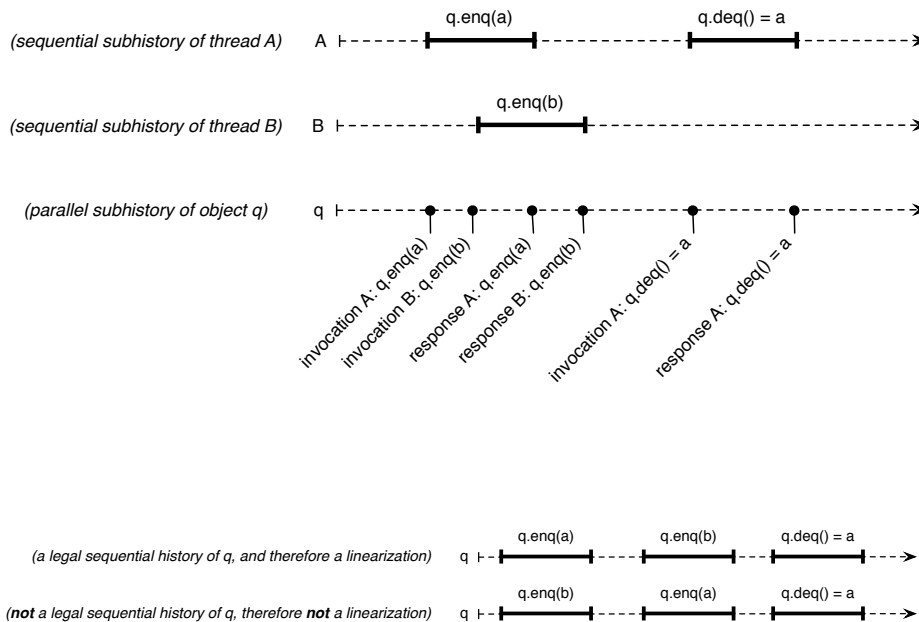 q.enq(a) q.deq() = a
(sequential subhistory of thread A) A
q.enq(b)
(sequential subhistory of thread B) B
(parallel subhistory of object q) q
invocation A: q.enq(a)
invocation B: q.enq(b)
response A: q.enq(a)
response B: q.enq(b)
invocation A: q.deq() = a
response A: q.deq() = a
q.enq(a) q.enq(b) q.deq() = a
(a legal sequential history of q, and therefore a linearization) q
q.enq(b) q.enq(a) q.deq() = a
(not a legal sequential history of q, therefore not a linearization) q